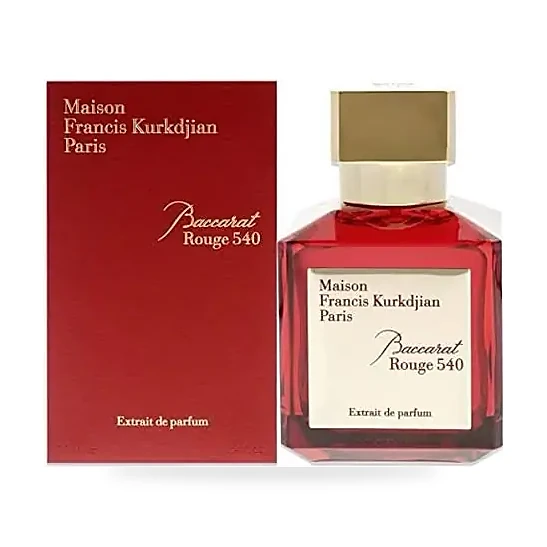 Maison
Francis Kurkdjian
Paris
Baccarat
Rouge 540
Extrait de parfum
Maison
Francis Kurkdjian
Paris
Baccarat
Rouge 540
Extrait de parfum